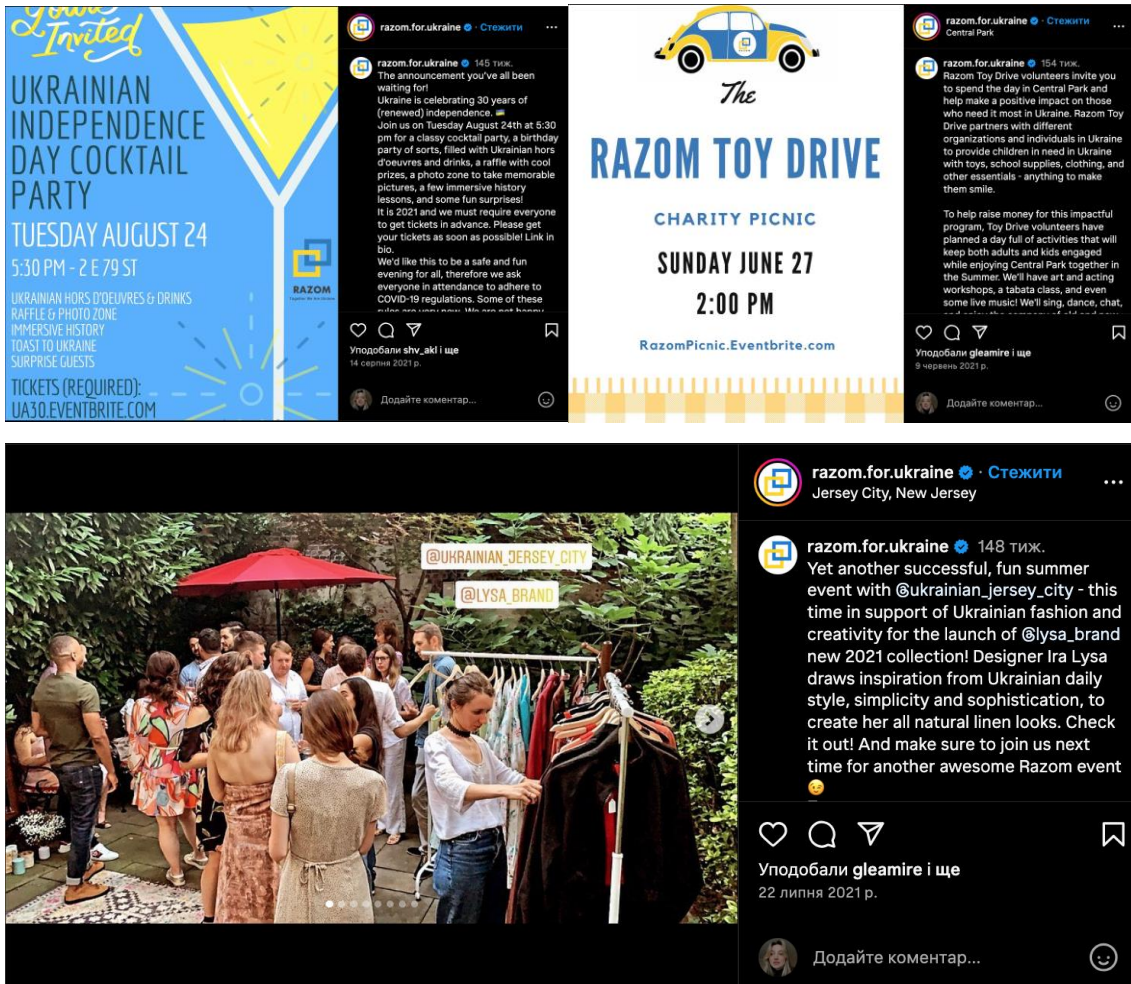 You're
Invited
UKRAINIAN
INDEPENDENCE
DAY COCKTAIL
PARTY
TUESDAY AUGUST 24
5:30 PM - 2 E 79 ST
UKRAINIAN HORS D'OEUVRES & DRINKS
RAFFLE & PHOTO ZONE
IMMERSIVE HISTORY
TOAST TO UKRAINE
SURPRISE GUESTS
TICKETS (REQUIRED):
UA30.EVENTBRITE.COM
RAZOM
razom.for.ukraine · Стежити
razom.for.ukraine 145 тиж.
The announcement you've all been
waiting for!
Ukraine is celebrating 30 years of
(renewed) independence. 🇺🇦
Join us on Tuesday August 24th at 5:30
pm for a classy cocktail party, a birthday
party of sorts, filled with Ukrainian hors
d'oeuvres and drinks, a raffle with cool
prizes, a photo zone to take memorable
pictures, a few immersive history
lessons, and some fun surprises!
It is 2021 and we must require everyone
to get tickets in advance. Please get
your tickets as soon as possible! Link in
bio.
We'd like this to be a safe and fun
evening for all, therefore we ask
everyone in attendance to adhere to
COVID-19 regulations. Some of these
rules are very new. We are not happy
Уподобали shv_akl і ще
14 серпня 2021 р.
Додайте коментар...
The
RAZOM TOY DRIVE
CHARITY PICNIC
SUNDAY JUNE 27
2:00 PM
RazomPicnic.Eventbrite.com
razom.for.ukraine · Стежити
Central Park
razom.for.ukraine 154 тиж.
Razom Toy Drive volunteers invite you
to spend the day in Central Park and
help make a positive impact on those
who need it most in Ukraine. Razom Toy
Drive partners with different
organizations and individuals in Ukraine
to provide children in need in Ukraine
with toys, school supplies, clothing, and
other essentials - anything to make
them smile.
To help raise money for this impactful
program, Toy Drive volunteers have
planned a day full of activities that will
keep both adults and kids engaged
while enjoying Central Park together in
the Summer. We'll have art and acting
workshops, a tabata class, and even
some live music! We'll sing, dance, chat,
Уподобали gleamire і ще
9 червень 2021 р.
Додайте коментар...
@UKRAINIAN_JERSEY_CITY
@LYSA_BRAND
razom.for.ukraine · Стежити
Jersey City, New Jersey
razom.for.ukraine 148 тиж.
Yet another successful, fun summer
event with @ukrainian_jersey_city - this
time in support of Ukrainian fashion and
creativity for the launch of @lysa_brand
new 2021 collection! Designer Ira Lysa
draws inspiration from Ukrainian daily
style, simplicity and sophistication, to
create her all natural linen looks. Check
it out! And make sure to join us next
time for another awesome Razom event
😉
Уподобали gleamire і ще
22 липня 2021 р.
Додайте коментар...